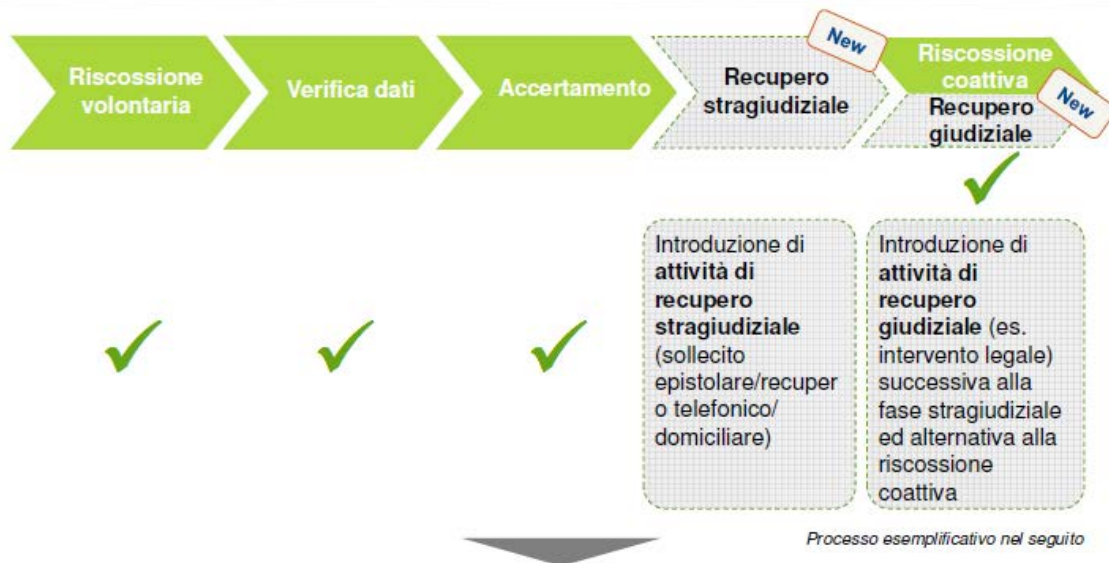 Riscossione
volontaria
Verifica dati
Accertamento
Recupero
stragiudiziale
New
Riscossione
coattiva
Recupero
giudiziale
New
Introduzione di
attività di
recupero
stragiudiziale
(sollecito
epistolare/recuper
o telefonico/
domiciliare)
Introduzione di
attività di
recupero
giudiziale (es.
intervento legale)
successiva alla
fase stragiudiziale
ed alternativa alla
riscossione
coattiva
Processo esemplificativo nel seguito